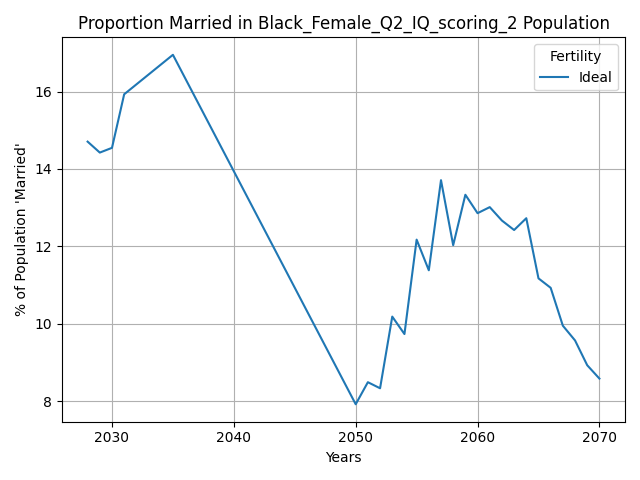 Proportion Married in Black_Female_Q2_IQ_scoring_2 Population
% of Population 'Married'
Fertility
Ideal
16
14
12
10
8
2030 2040 2050 2060 2070
Years